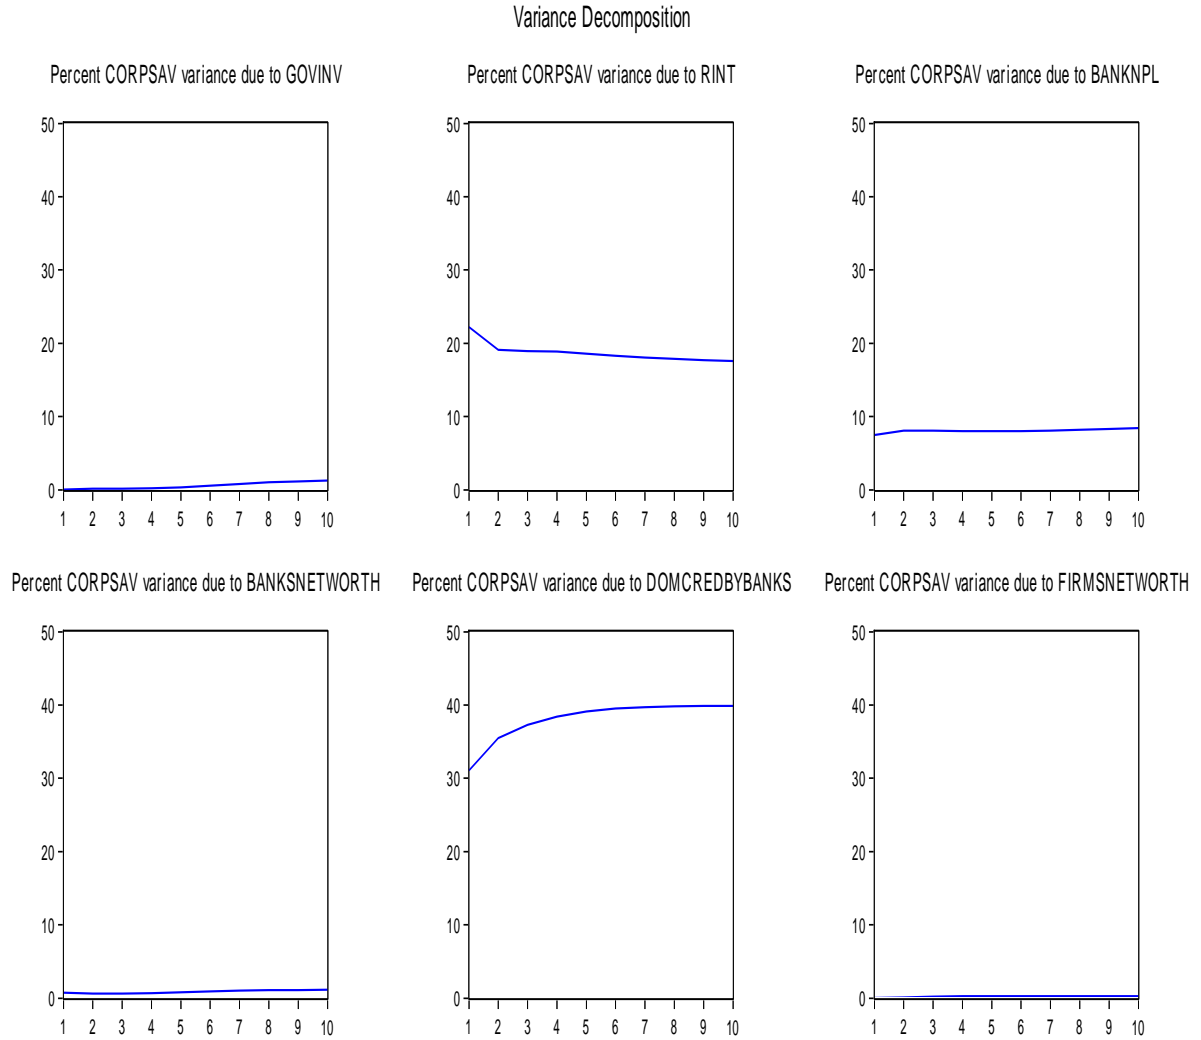 Variance Decomposition
Percent CORPSAV variance due to GOVINV
50
40
30
20
10
0
1 2 3 4 5 6 7 8 9 10
Percent CORPSAV variance due to RINT
50
40
30
20
10
0
1 2 3 4 5 6 7 8 9 10
Percent CORPSAV variance due to BANKNPL
50
40
30
20
10
0
1 2 3 4 5 6 7 8 9 10
Percent CORPSAV variance due to BANKSNETWORTH
50
40
30
20
10
0
1 2 3 4 5 6 7 8 9 10
Percent CORPSAV variance due to DOMCREDBYBANKS
50
40
30
20
10
0
1 2 3 4 5 6 7 8 9 10
Percent CORPSAV variance due to FIRMSNETWORTH
50
40
30
20
10
0
1 2 3 4 5 6 7 8 9 10